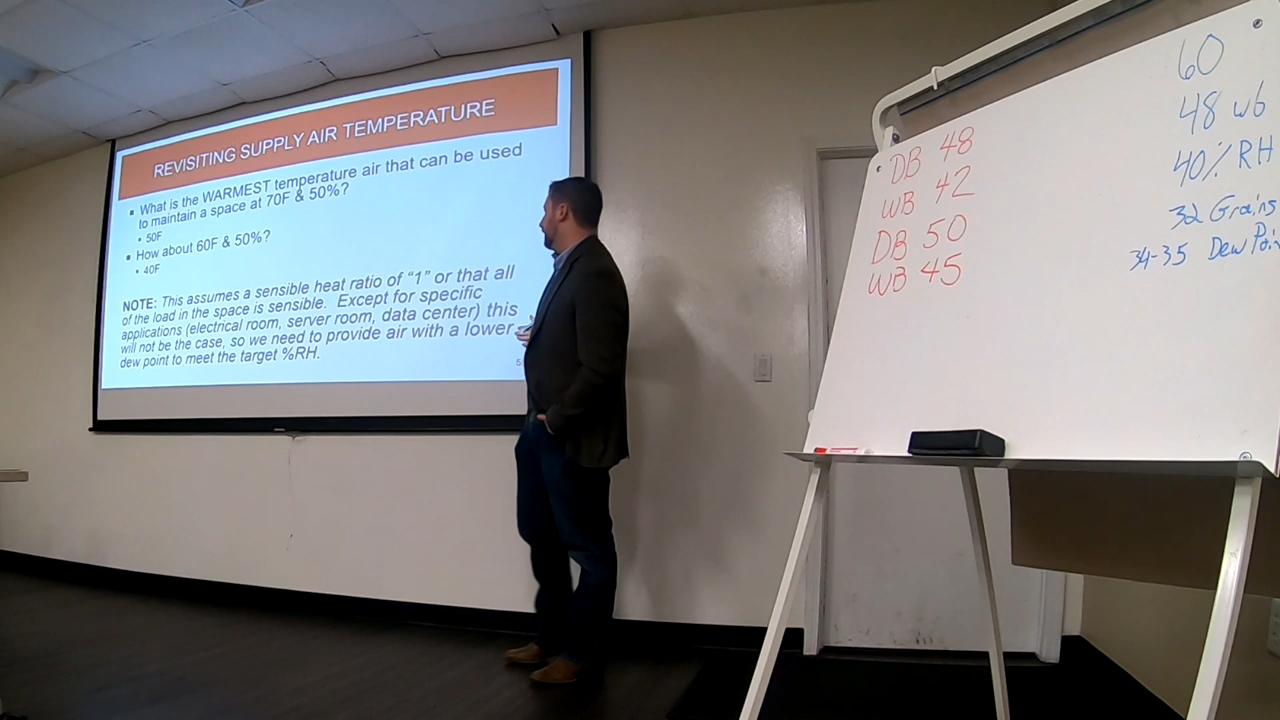 REVISITING SUPPLY AIR TEMPERATURE
▪ What is the WARMEST temperature air that can be used
to maintain a space at 70F & 50%?
• 50F
▪ How about 60F & 50%?
• 40F
NOTE: This assumes a sensible heat ratio of "1" or that all
of the load in the space is sensible. Except for specific
applications (electrical room, server room, data center) this
will not be the case, so we need to provide air with a lower
dew point to meet the target %RH.
DB 48
WB 42
DB 50
WB 45
60
48 wb
40% RH
32 Grains
34-35 Dew Poin